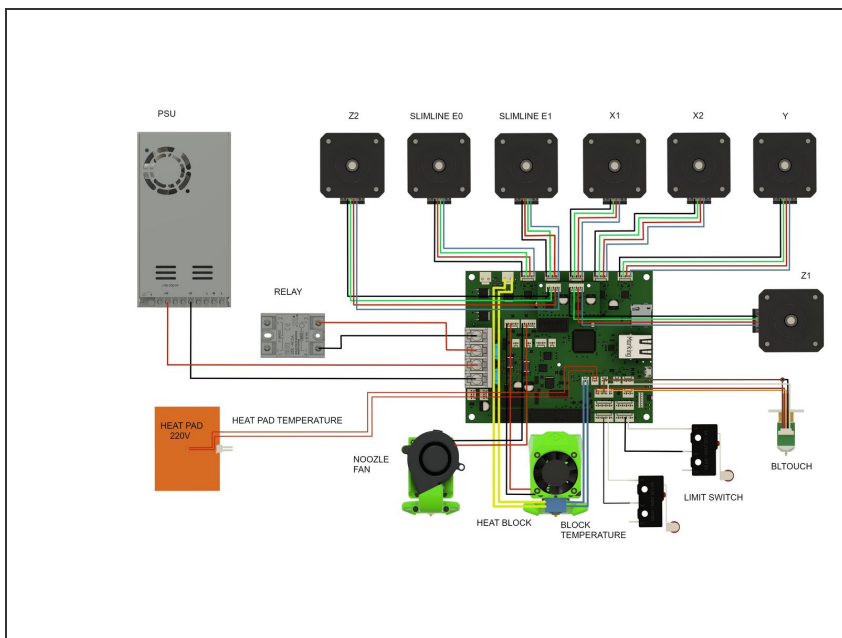 PSU
Z2
SLIMLINE E0
SLIMLINE E1
X1
X2
Y
Z1
RELAY
HEAT PAD
220V
HEAT PAD TEMPERATURE
NOOZLE
FAN
HEAT BLOCK
BLOCK
TEMPERATURE
LIMIT SWITCH
BLTOUCH